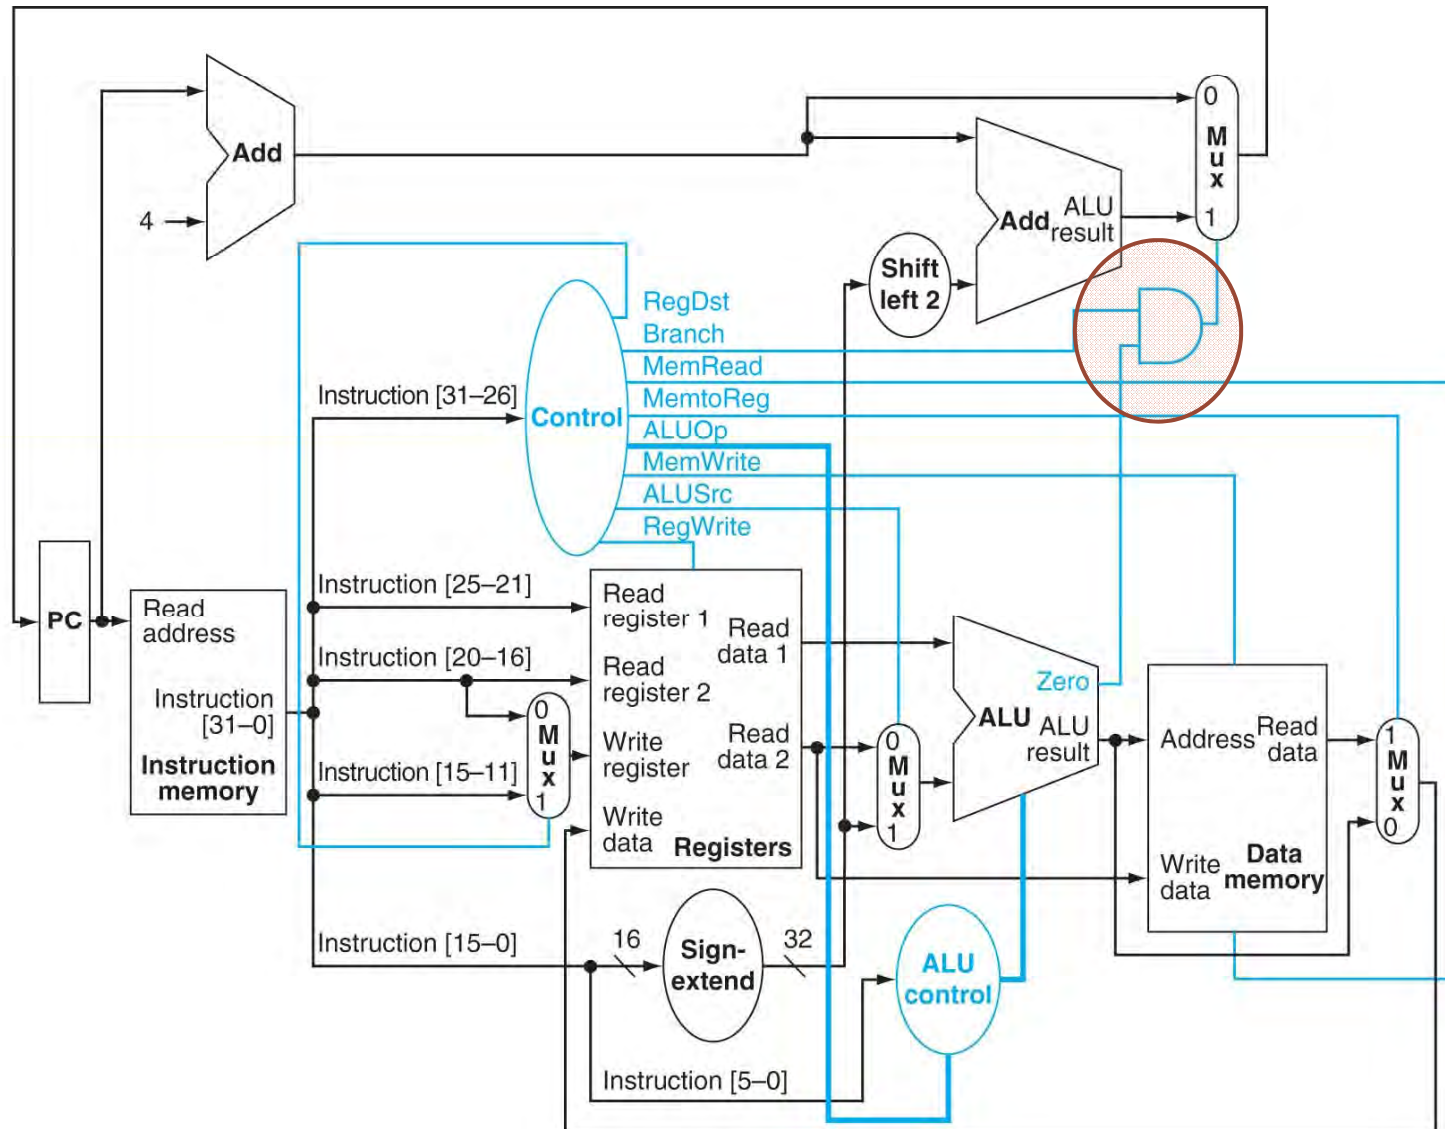 0
Mux
1
Add
4
Add
ALU
result
Shift
left 2
RegDst
Branch
MemRead
MemtoReg
ALUOp
MemWrite
ALUSrc
RegWrite
Control
Instruction [31–26]
Instruction [25–21]
Instruction [20–16]
Instruction [15–11]
Instruction [15–0]
Instruction [5–0]
PC
Read
address
Instruction
[31–0]
Instruction
memory
0
Mux
1
Read
register 1
Read
register 2
Write
register
Write
data
Read
data 1
Read
data 2
Registers
0
Mux
1
Zero
ALU
ALU
result
Address
Read
data
Write
data
Data
memory
1
Mux
0
16
Sign-
extend
32
ALU
control